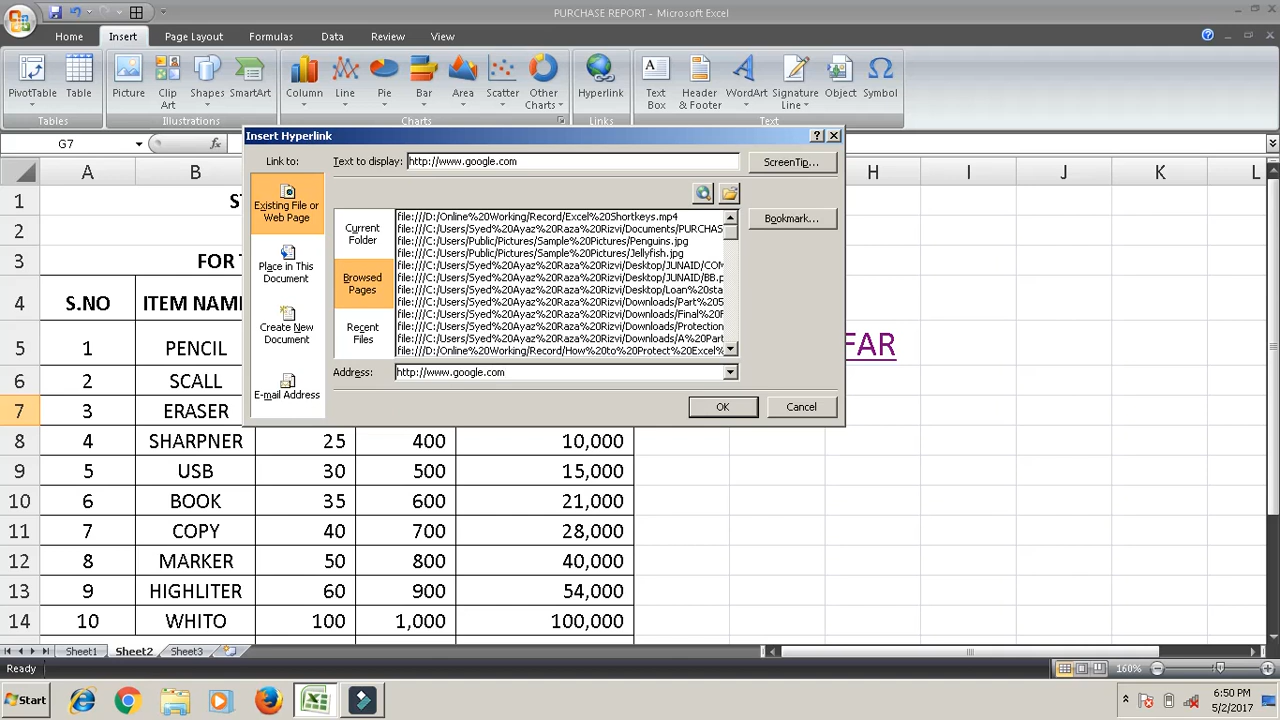 PURCHASE REPORT - Microsoft Excel
Home Insert Page Layout Formulas Data Review View
PivotTable Table Picture Clip Art Shapes SmartArt Column Line Pie Bar Area Scatter Other Charts Hyperlink Text Box Header & Footer WordArt Signature Line Object Symbol
Tables Illustrations Charts Links Text
G7 fx
Insert Hyperlink
Link to: Text to display: http://www.google.com ScreenTip...
Existing File or Web Page
Place in This Document
Create New Document
E-mail Address
Current Folder
Browsed Pages
Recent Files
Bookmark...
file:///D:/Online%20Working/Record/Excel%20Shortkeys.mp4
file:///C:/Users/Syed%20Ayaz%20Raza%20Rizvi/Documents/PURCHAS
file:///C:/Users/Public/Pictures/Sample%20Pictures/Penguins.jpg
file:///C:/Users/Public/Pictures/Sample%20Pictures/Jellyfish.jpg
file:///C:/Users/Syed%20Ayaz%20Raza%20Rizvi/Desktop/JUNAID/COM
file:///C:/Users/Syed%20Ayaz%20Raza%20Rizvi/Desktop/JUNAID/BB.p
file:///C:/Users/Syed%20Ayaz%20Raza%20Rizvi/Desktop/Loan%20sta
file:///C:/Users/Syed%20Ayaz%20Raza%20Rizvi/Downloads/Part%205
file:///C:/Users/Syed%20Ayaz%20Raza%20Rizvi/Downloads/Final%20F
file:///C:/Users/Syed%20Ayaz%20Raza%20Rizvi/Downloads/Protection
file:///C:/Users/Syed%20Ayaz%20Raza%20Rizvi/Downloads/A%20Part
file:///D:/Online%20Working/Record/How%20to%20Protect%20Excel%
Address: http://www.google.com
OK Cancel
A B H I J K L
1 ST
2
3 FOR T
4 S.NO ITEM NAM
5 1 PENCIL FAR
6 2 SCALL
7 3 ERASER
8 4 SHARPNER 25 400 10,000
9 5 USB 30 500 15,000
10 6 BOOK 35 600 21,000
11 7 COPY 40 700 28,000
12 8 MARKER 50 800 40,000
13 9 HIGHLITER 60 900 54,000
14 10 WHITO 100 1,000 100,000
Sheet1 Sheet2 Sheet3
Ready 160%
Start 6:50 PM
5/2/2017